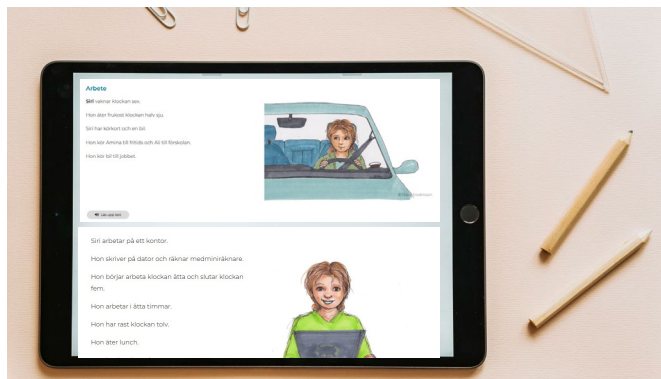 Arbete
Siri vaknar klockan sex.
Hon äter frukost klockan halv sju.
Siri har körkort och en bil.
Hon kör Amina till fritids och Ali till förskolan.
Hon kör bil till jobbet.
Siri arbetar på ett kontor.
Hon skriver på dator och räknar medminiräknare.
Hon börjar arbeta klockan åtta och slutar klockan
fem.
Hon arbetar i åtta timmar.
Hon har rast klockan tolv.
Hon äter lunch.